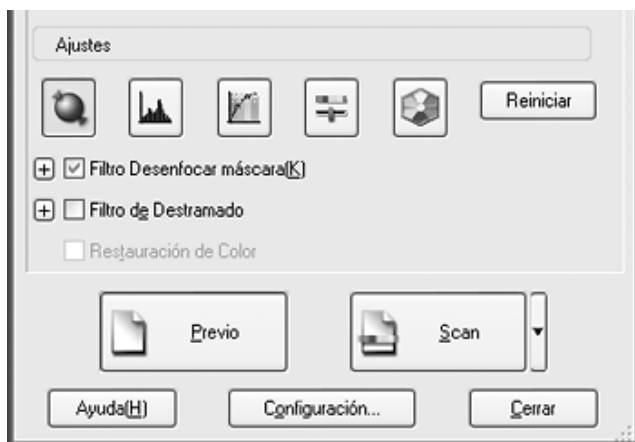 Ajustes
Reiniciar
Filtro Desenfocar máscara(K)
Filtro de Destramado
Restauración de Color
Previo
Scan
Ayuda(H)
Configuración...
Cerrar